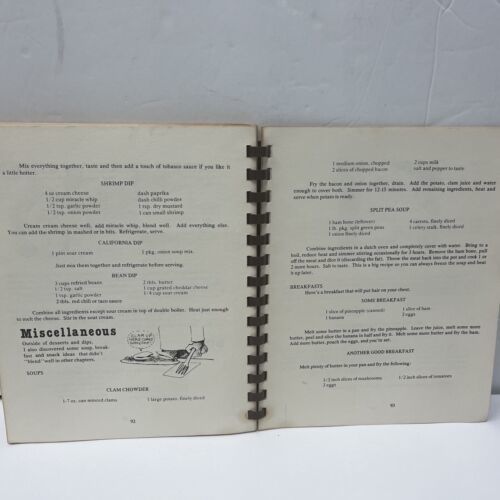 Mix everything together, taste and then add a touch of tobasco sauce if you like it
a little hotter.
SHRIMP DIP
4 oz cream cheese dash paprika
1/2 cup miracle whip dash chilli powder
1/2 tsp. garlic powder 1 tsp. dry mustard
1/2 tsp. onion powder 1 can small shrimp
Cream cream cheese well, add miracle whip, blend well. Add everything else.
You can add the shrimp in mashed or in bits. Refrigerate, serve.
CALIFORNIA DIP
1 pint sour cream 1 pkg. onion soup mix.
Just mix them together and refrigerate before serving.
BEAN DIP
3 cups refried beans 2 tbls. butter
1/2 tsp. salt 1 cup grated cheddar cheese
1 tsp. garlic powder 1/4 cup sour cream
2 tbls. red chili or taco sauce
Combine all ingredients except sour cream in top of double boiler. Heat just enough
to melt the cheese. Stir in the sour cream.
Miscellaneous
Outside of desserts and dips,
I also discovered some soup, break-
fast and snack ideas that didn't
"blend" well in other chapters.
SOUPS
CLAM CHOWDER
1-7 oz. can minced clams 1 large potato, finely diced
92
1 medium onion, chopped 2 cups milk
2 slices of chopped bacon salt and pepper to taste
Fry the bacon and onion together, drain. Add the potato, clam juice and water
enough to cover both. Simmer for 12-15 minutes. Add remaining ingredients, heat and
serve when potato is ready.
SPLIT PEA SOUP
1 ham bone (leftover) 4 carrots, finely diced
1 lb. pkg. split green peas 1 celery stalk, finely diced
1 onion, finely diced
Combine ingredients in a dutch oven and completely cover with water. Bring to a
boil, reduce heat and simmer stirring occasionally for 3 hours. Remove the ham bone, pull
off the meat and dice it (discarding the fat). Throw the meat back into the pot and cook 1 or
2 more hours. Salt to taste. This is a big recipe so you can always freeze the soup and heat
it up later.
BREAKFASTS
Here's a breakfast that will put hair on your chest.
SOME BREAKFAST
1 slice of pineapple (canned) 1 slice of ham
1 banana 2 eggs
Melt some butter in a pan and fry the pineapple. Leave the juice, melt some more
butter, peel and slice the banana in half and fry it. Melt some more butter and fry the ham.
Add more butter, poach the eggs, and you're set.
ANOTHER GOOD BREAKFAST
Melt plenty of butter in your pan and fry the following:
1/2 inch slices of mushrooms 1/2 inch slices of tomatoes
2 eggs
93